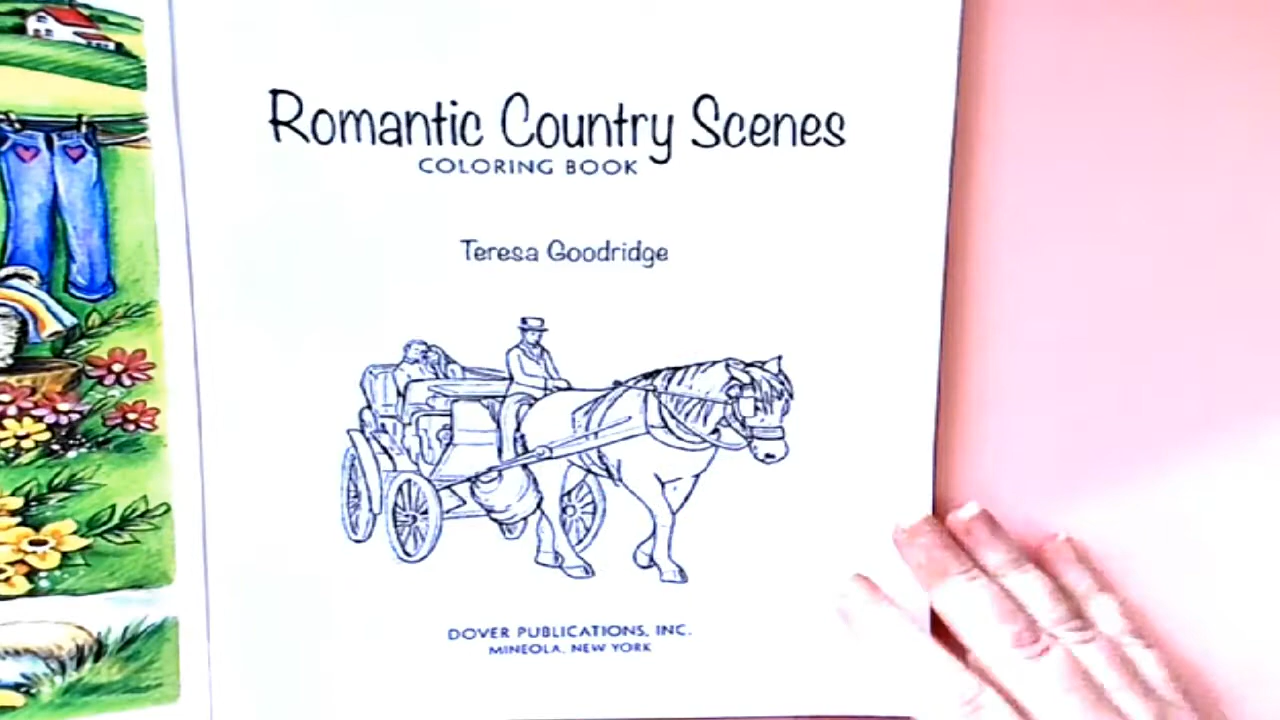 Romantic Country Scenes
COLORING BOOK
Teresa Goodridge
DOVER PUBLICATIONS, INC.
MINEOLA, NEW YORK